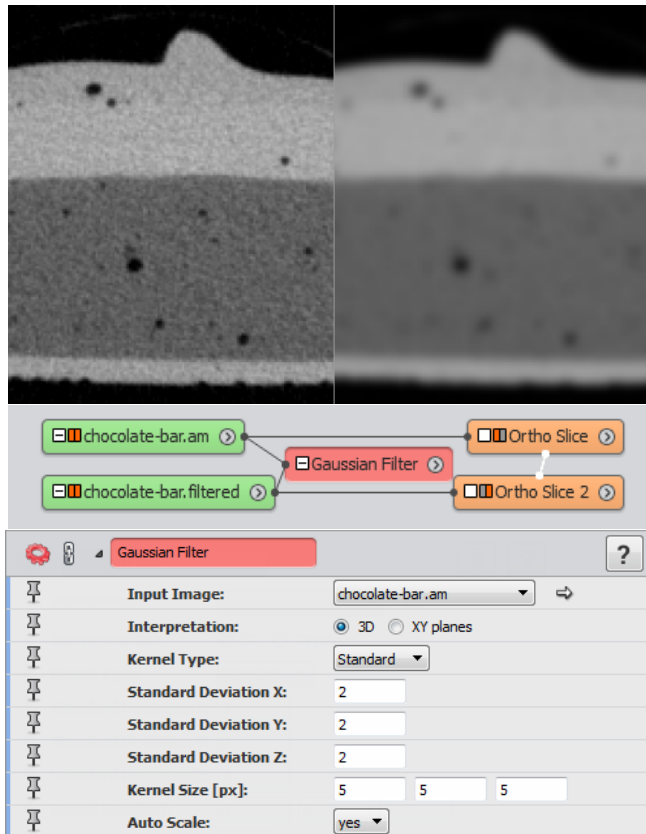 chocolate-bar.am
Ortho Slice
Gaussian Filter
chocolate-bar.filtered
Ortho Slice 2
Gaussian Filter
?
Input Image: chocolate-bar.am
Interpretation: 3D XY planes
Kernel Type: Standard
Standard Deviation X: 2
Standard Deviation Y: 2
Standard Deviation Z: 2
Kernel Size [px]: 5 5 5
Auto Scale: yes